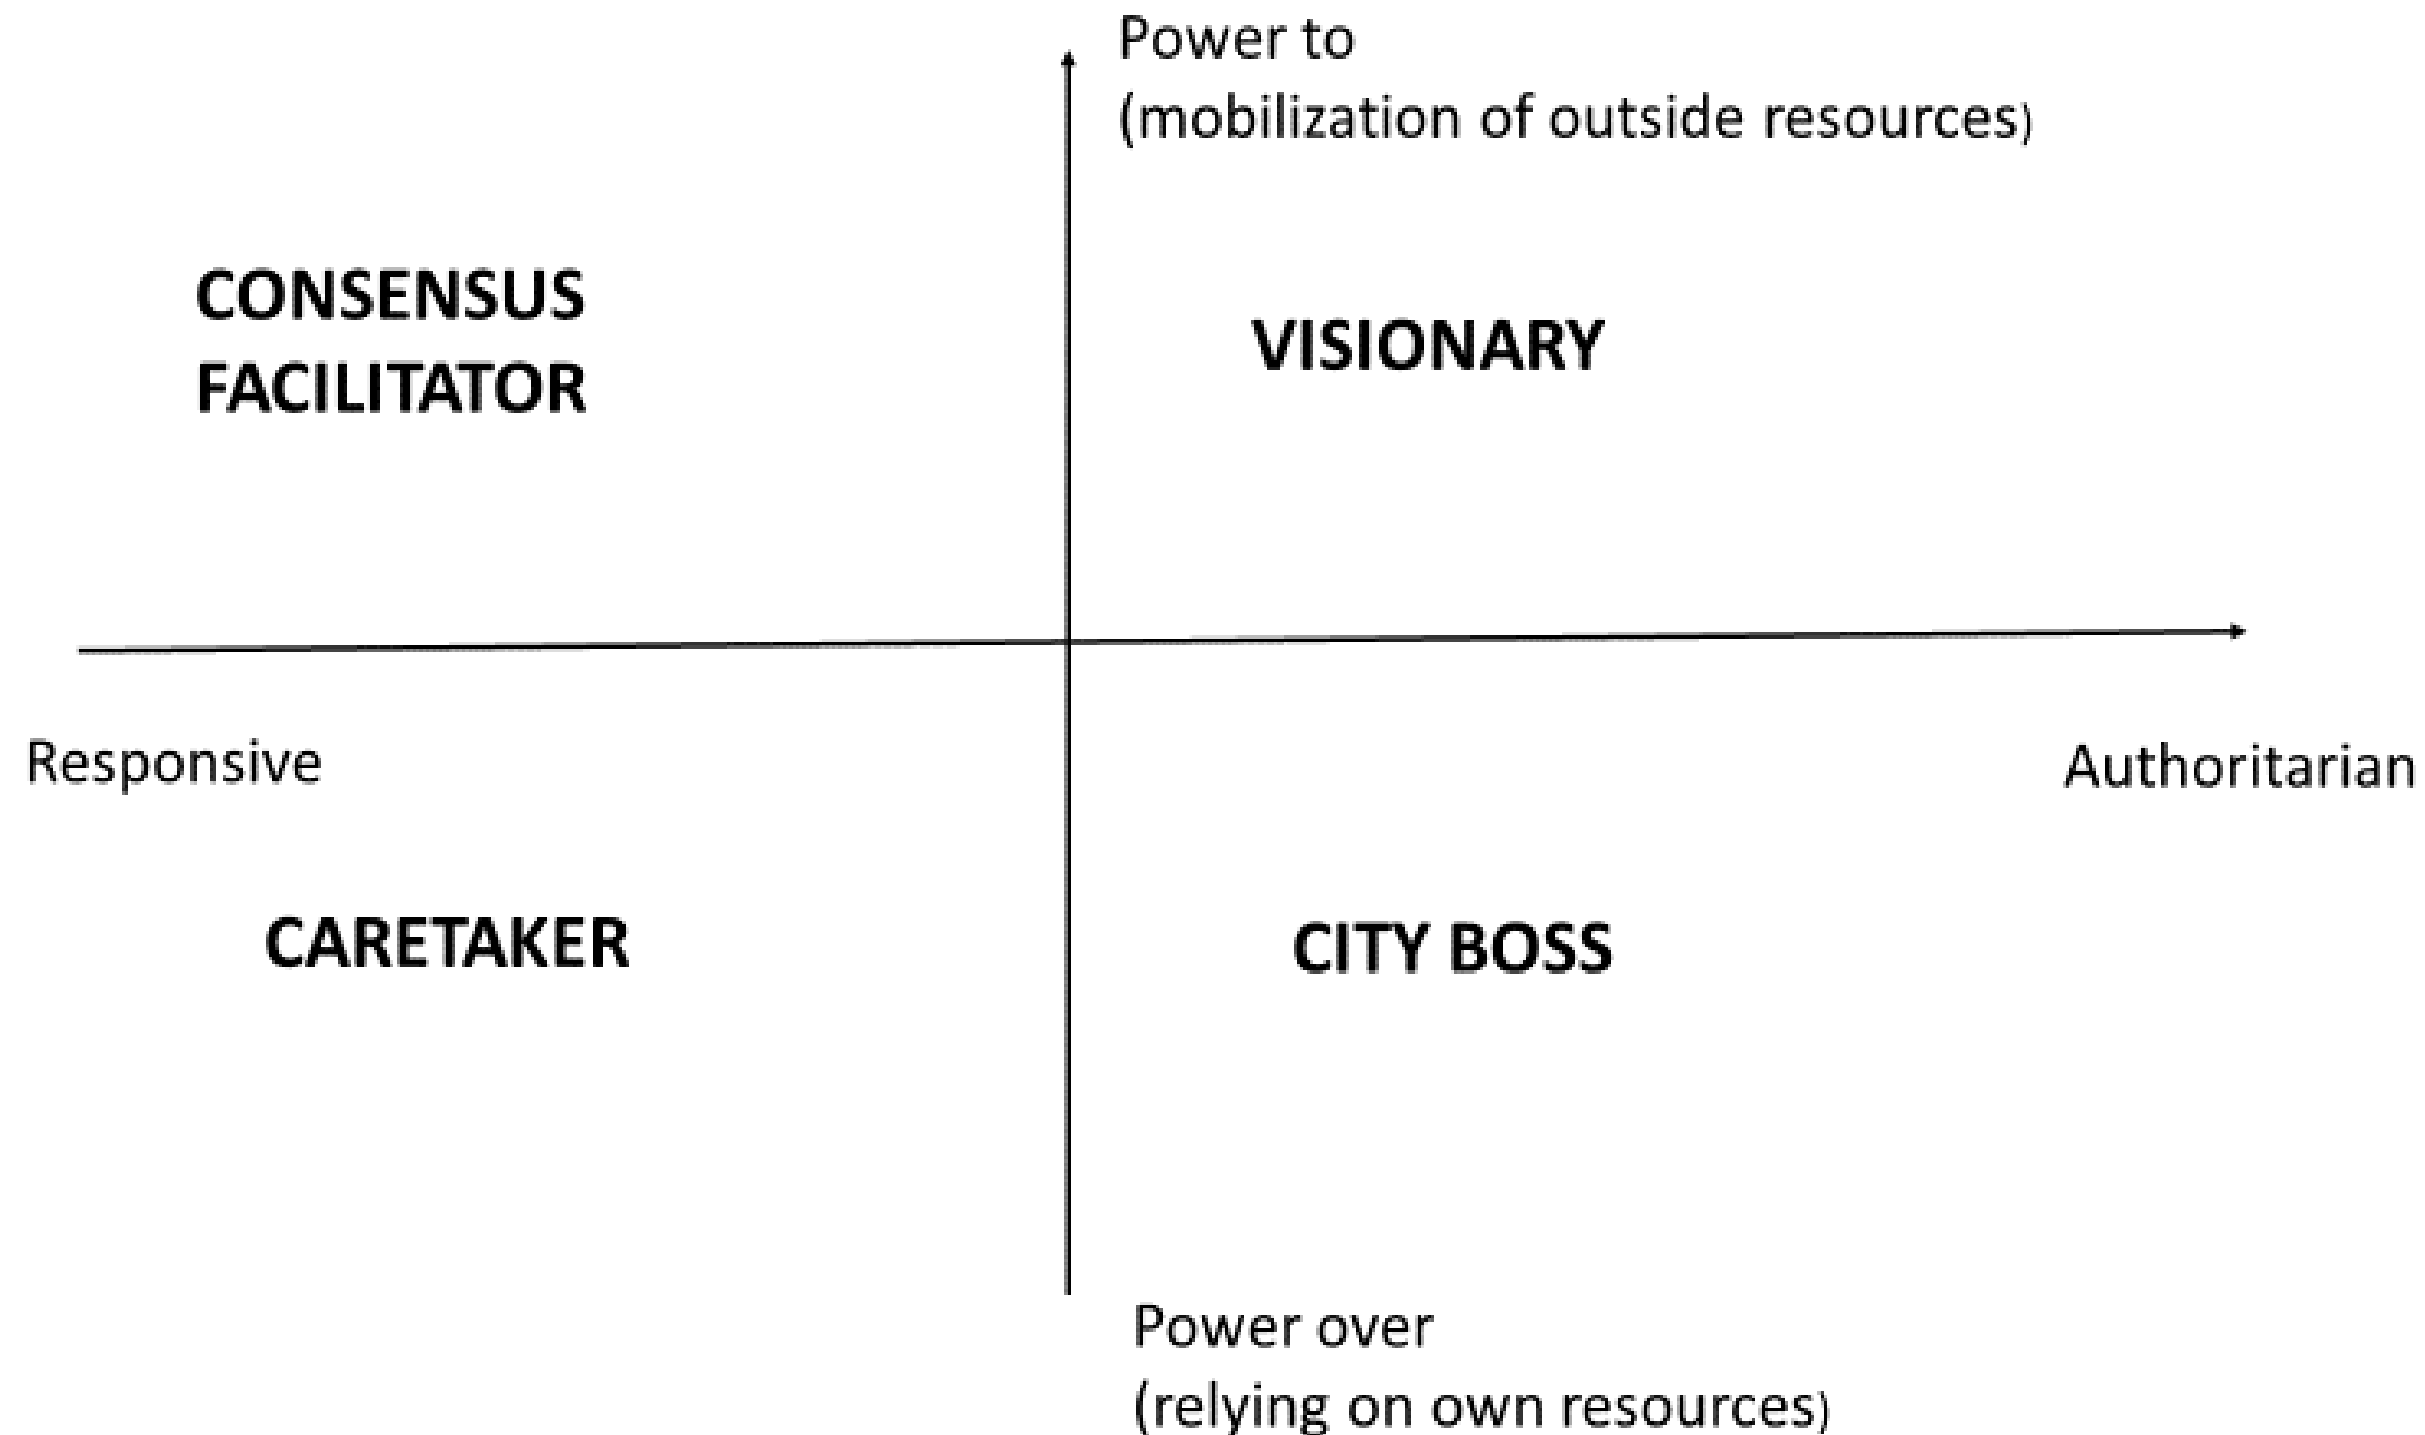 Power to
(mobilization of outside resources)
CONSENSUS
FACILITATOR
VISIONARY
Responsive
Authoritarian
CARETAKER
CITY BOSS
Power over
(relying on own resources)